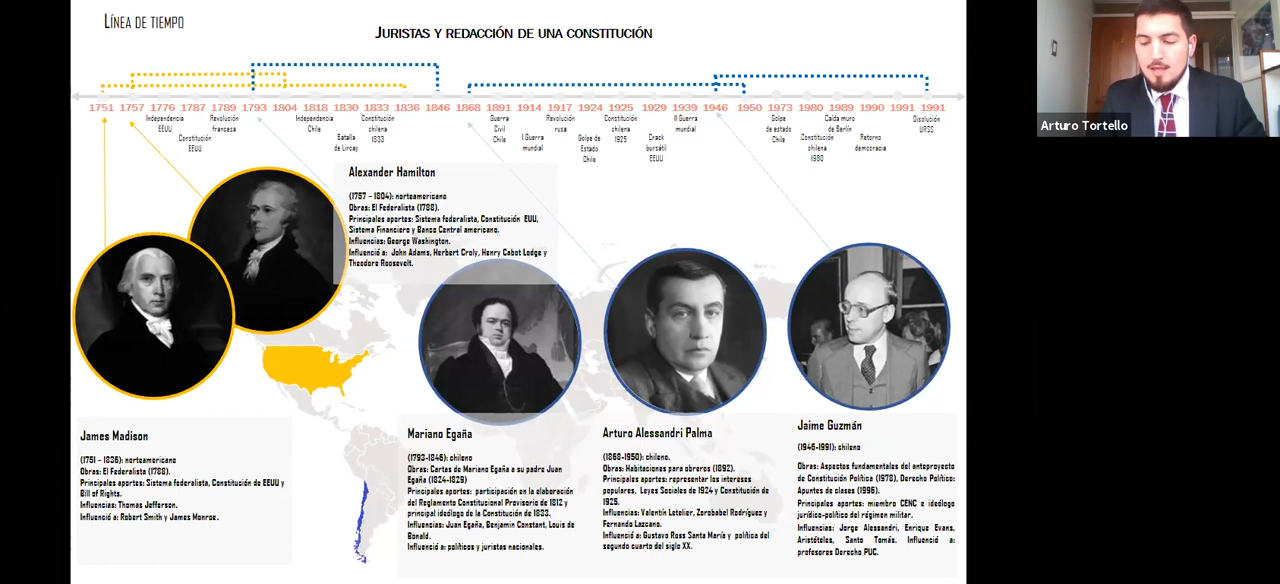 LÍNEA DE TIEMPO
JURISTAS Y REDACCIÓN DE UNA CONSTITUCIÓN
1751 1757 1776 1787 1789 1793 1804 1818 1830 1833 1836 1846 1868 1891 1914 1917 1924 1925 1929 1939 1946 1950 1973 1980 1989 1990 1991 1991
Independencia
EEUU
Constitución
EEUU
Revolución
francesa
Independencia
Chile
Batalla
de Lircay
Constitución
chilena
1833
Guerra
Civil
Chile
I Guerra
mundial
Revolución
rusa
Golpe de
Estado
Chile
Constitución
chilena
1925
Crack
bursátil
EEUU
II Guerra
mundial
Golpe
de estado
Chile
Constitución
chilena
1980
Caída muro
de Berlín
Retorno
democracia
Disolución
URSS
Alexander Hamilton
(1757 – 1804): norteamericano
Obras: El Federalista (1788).
Principales aportes: Sistema federalista, Constitución EUU,
Sistema Financiero y Banco Central americano.
Influencias: George Washington.
Influenció a: John Adams, Herbert Croly, Henry Cabot Lodge y
Theodore Roosevelt.
James Madison
(1751 – 1836): norteamericano
Obras: El Federalista (1788).
Principales aportes: Sistema federalista, Constitución de EEUU y
Bill of Rights.
Influencias: Thomas Jefferson.
Influenció a: Robert Smith y James Monroe.
Mariano Egaña
(1793-1846): chileno
Obras: Cartas de Mariano Egaña a su padre Juan
Egaña (1824-1829)
Principales aportes: participación en la elaboración
del Reglamento Constitucional Provisorio de 1812 y
principal ideólogo de la Constitución de 1833.
Influencias: Juan Egaña, Benjamin Constant, Louis de
Bonald.
Influenció a: políticos y juristas nacionales.
Arturo Alessandri Palma
(1868-1950): chileno.
Obras: Habitaciones para obreros (1892).
Principales aportes: representar los intereses
populares, Leyes Sociales de 1924 y Constitución de
1925.
Influencias: Valentín Letelier, Zorobabel Rodríguez y
Fernando Lazcano.
Influenció a: Gustavo Ross Santa María y política del
segundo cuarto del siglo XX.
Jaime Guzmán
(1946-1991): chileno
Obras: Aspectos fundamentales del anteproyecto
de Constitución Política (1978), Derecho Político:
Apuntes de clases (1996).
Principales aportes: miembro CENC e ideólogo
jurídico-político del régimen militar.
Influencias: Jorge Alessandri, Enrique Evans,
Aristóteles, Santo Tomás. Influenció a:
profesores Derecho PUC.
Arturo Tortello